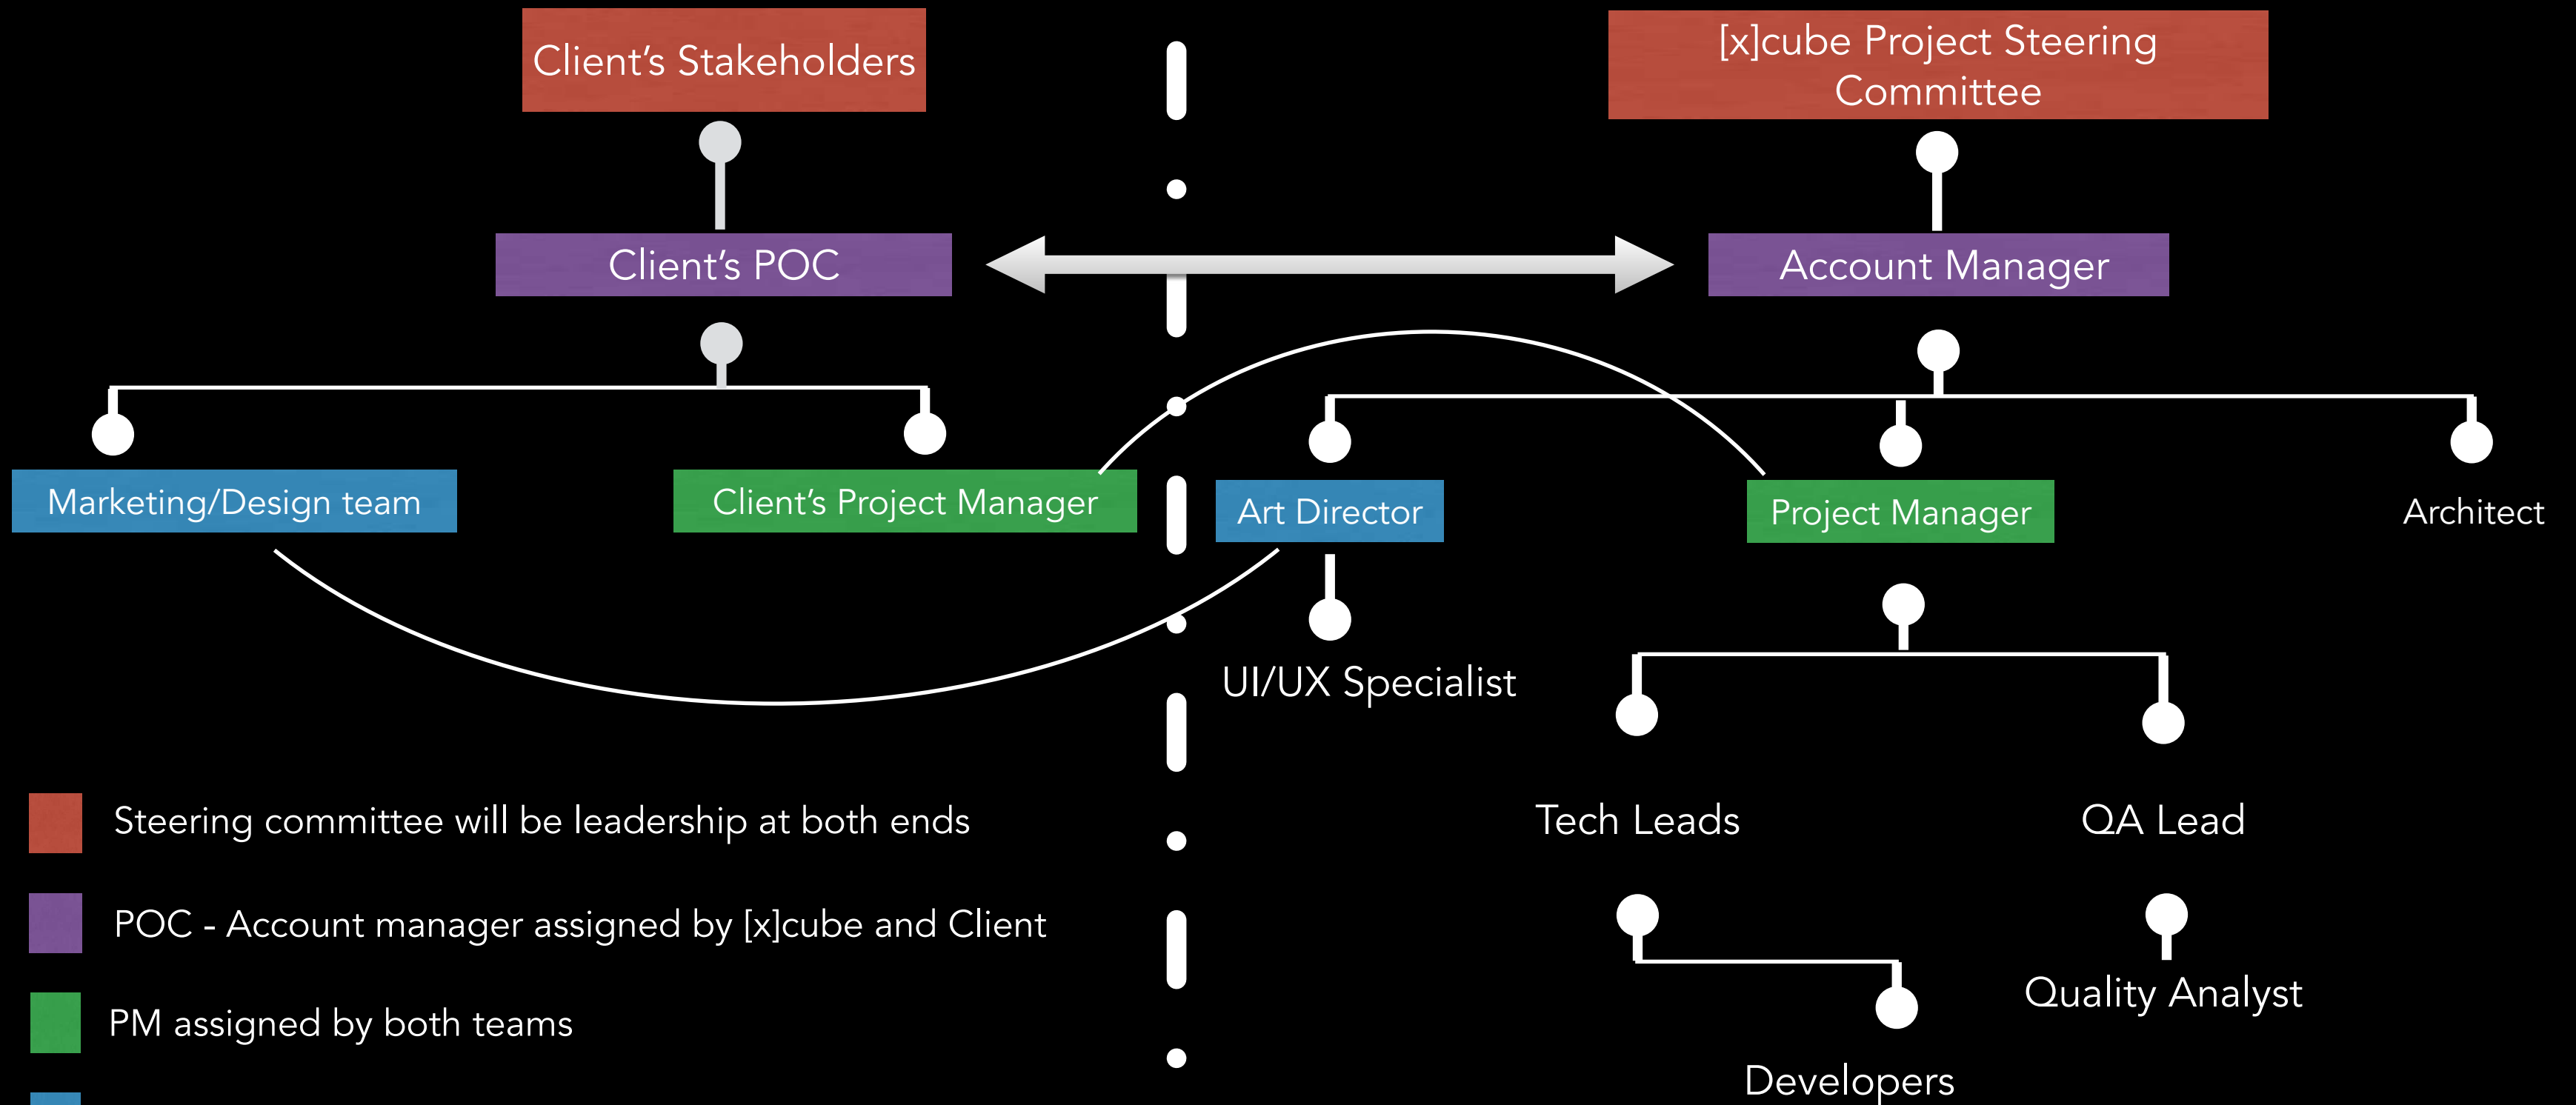 Client’s Stakeholders
[x]cube Project Steering
Committee
Client’s POC
Account Manager
Marketing/Design team
Client’s Project Manager
Art Director
Project Manager
Architect
UI/UX Specialist
Tech Leads
QA Lead
Quality Analyst
Developers
Steering committee will be leadership at both ends
POC - Account manager assigned by [x]cube and Client
PM assigned by both teams